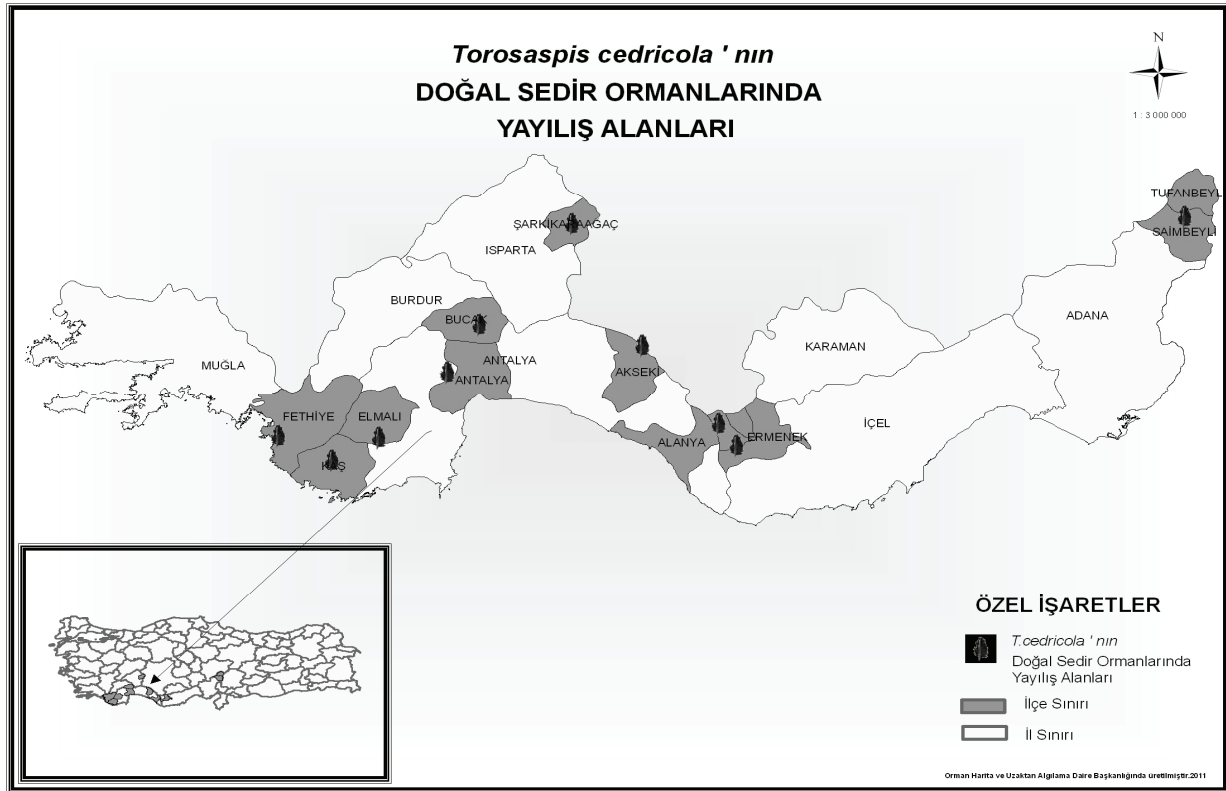 Torosaspis cedricola ' nın
DOĞAL SEDİR ORMANLARINDA
YAYILIŞ ALANLARI
N
1 : 3 000 000
TUFANBEYL
SAİMBEYLİ
ŞARKİKARAAĞAÇ
ISPARTA
BURDUR
BUCAK
ADANA
MUĞLA
ANTALYA
ANTALYA
KARAMAN
AKSEKİ
FETHİYE
ELMALI
İÇEL
ALANYA
ERMENEK
KAŞ
ÖZEL İŞARETLER
T.cedricola ' nın
Doğal Sedir Ormanlarında
Yayılış Alanları
İlçe Sınırı
İl Sınırı
Orman Harita ve Uzaktan Algılama Daire Başkanlığında üretilmiştir.2011